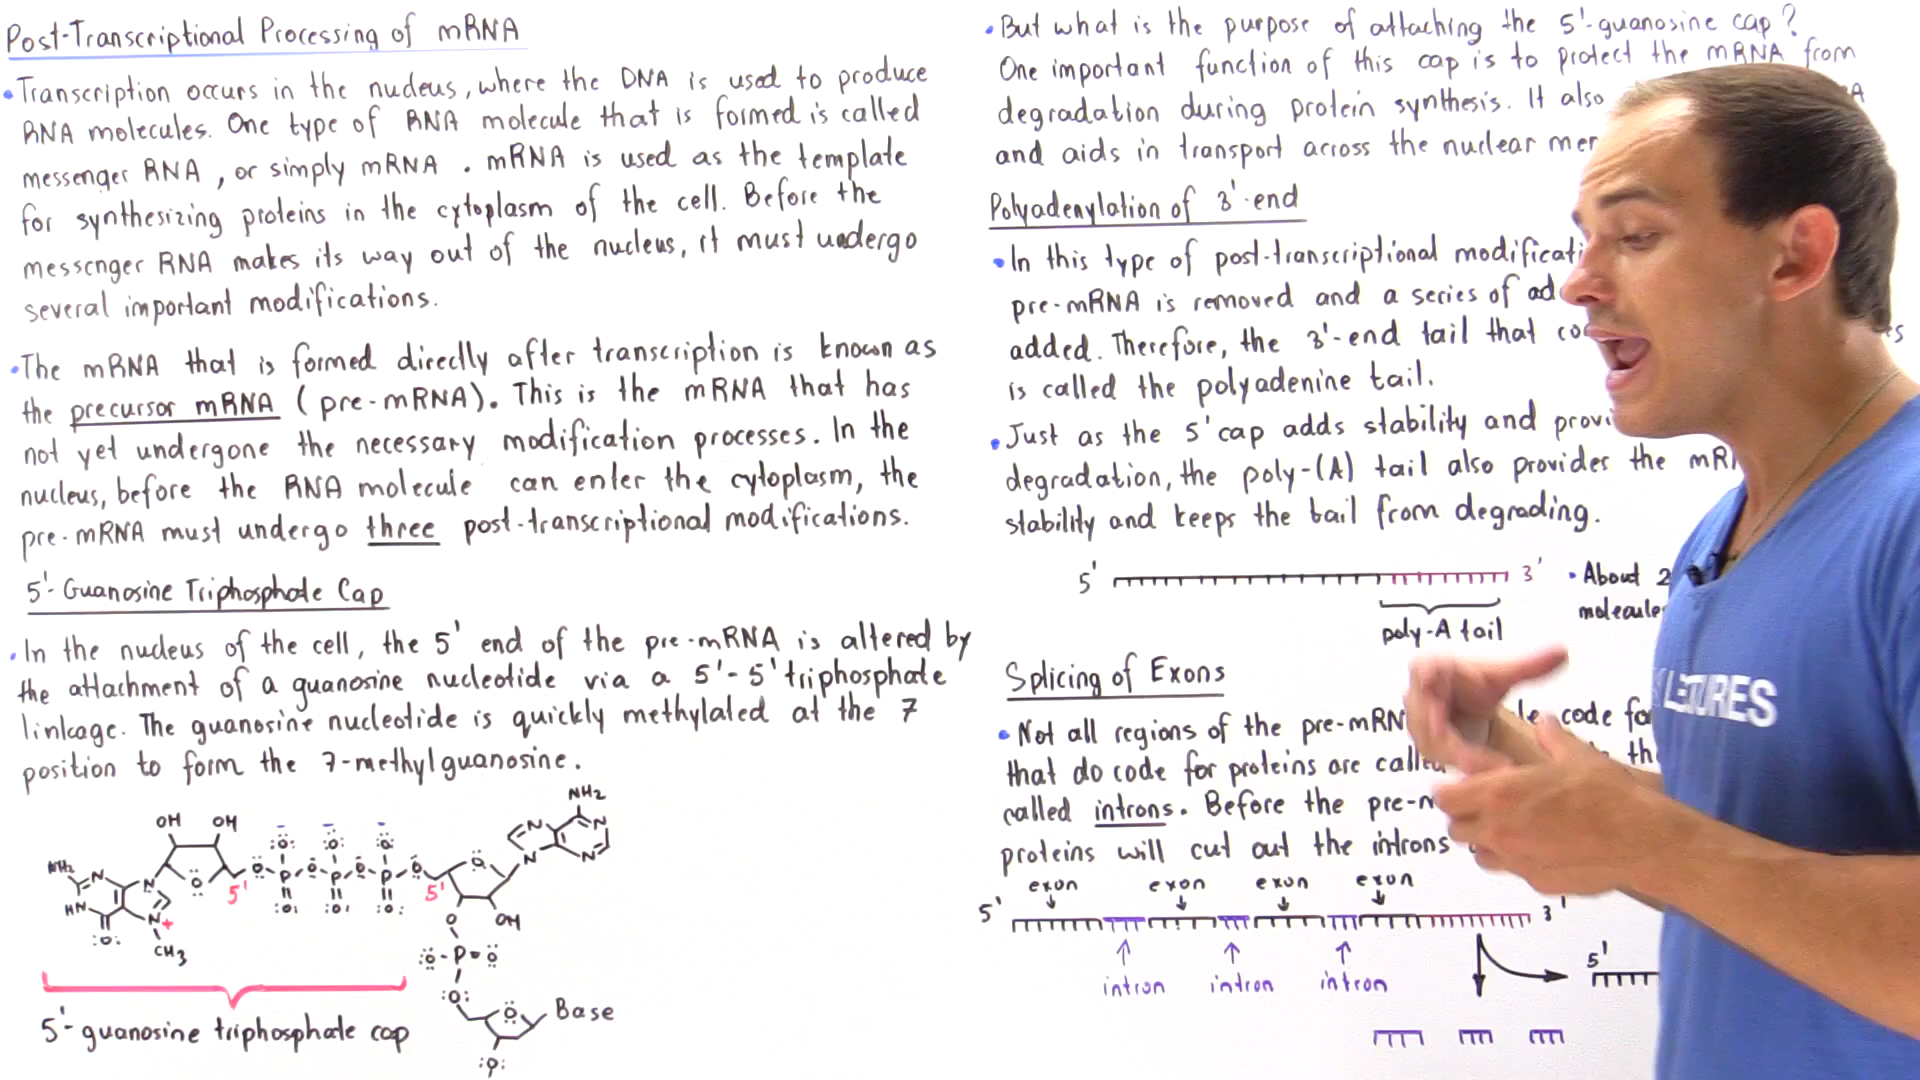 Post-Transcriptional Processing of mRNA
• Transcription occurs in the nucleus, where the DNA is used to produce
RNA molecules. One type of RNA molecule that is formed is called
messenger RNA, or simply mRNA. mRNA is used as the template
for synthesizing proteins in the cytoplasm of the cell. Before the
messenger RNA makes its way out of the nucleus, it must undergo
several important modifications.
• The mRNA that is formed directly after transcription is known as
the precursor mRNA (pre-mRNA). This is the mRNA that has
not yet undergone the necessary modification processes. In the
nucleus, before the RNA molecule can enter the cytoplasm, the
pre-mRNA must undergo three post-transcriptional modifications.
5'-Guanosine Triphosphate Cap
• In the nucleus of the cell, the 5' end of the pre-mRNA is altered by
the attachment of a guanosine nucleotide via a 5'-5' triphosphate
linkage. The guanosine nucleotide is quickly methylated at the 7
position to form the 7-methylguanosine.
NH2
OH OH
NH2 N N O P O P O P O O N N N N
HN N N+ 5' 5' OH
O CH3
O-P=O
O
Base
5'-guanosine triphosphate cap
• But what is the purpose of attaching the 5'-guanosine cap?
One important function of this cap is to protect the mRNA from
degradation during protein synthesis. It also
and aids in transport across the nuclear
Polyadenylation of 3'-end
• In this type of post-transcriptional
pre-mRNA is removed and a series of
added. Therefore, the 3'-end tail that
is called the polyadenine tail.
• Just as the 5' cap adds stability and
degradation, the poly-(A) tail also provides the
stability and keeps the tail from degrading.
5' 3' • About
poly-A tail
Splicing of Exons
• Not all regions of the code
that do code for proteins are
called introns. Before the
proteins will cut out the introns
exon exon exon exon
5' 3'
intron intron intron
5'
LECTURES